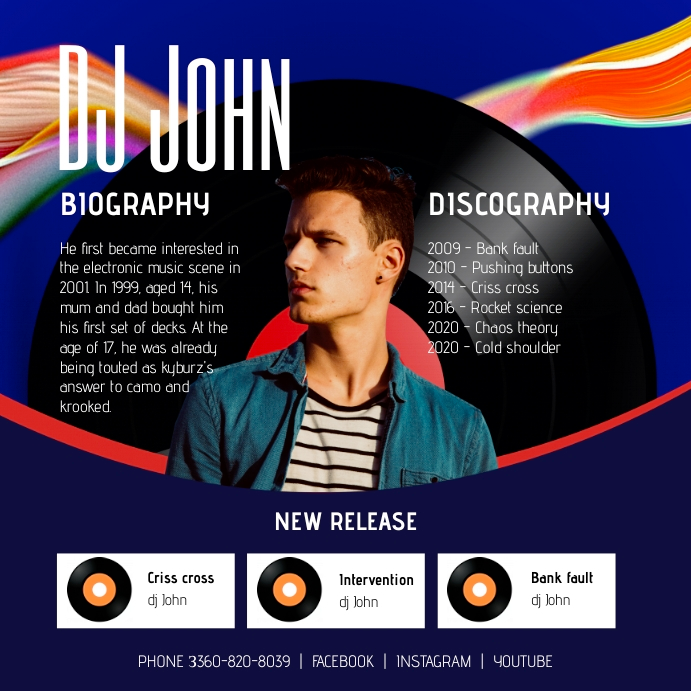 DJ JOHN
BIOGRAPHY
He first became interested in
the electronic music scene in
2001. In 1999, aged 14, his
mum and dad bought him
his first set of decks. At the
age of 17, he was already
being touted as kyburz's
answer to camo and
krooked.
DISCOGRAPHY
2009 - Bank fault
2010 - Pushing buttons
2014 - Criss cross
2016 - Rocket science
2020 - Chaos theory
2020 - Cold shoulder
NEW RELEASE
Criss cross
dj John
Intervention
dj John
Bank fault
dj John
PHONE 3360-820-8039 | FACEBOOK | INSTAGRAM | YOUTUBE